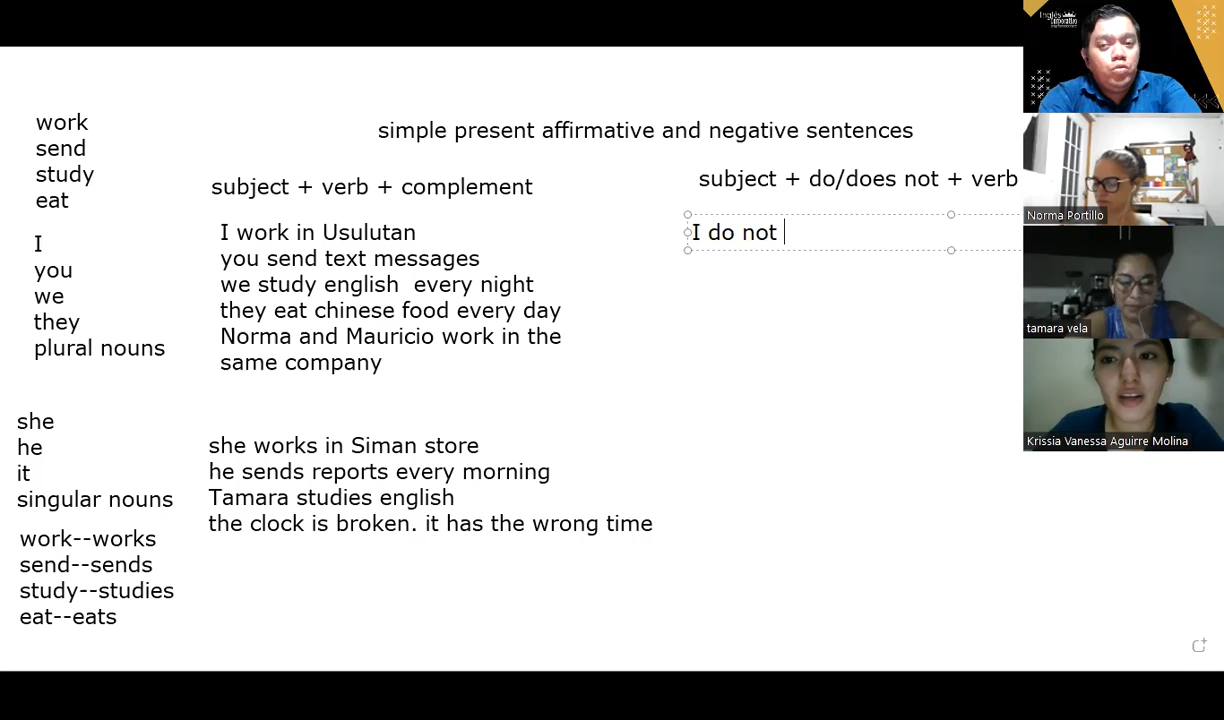 simple present affirmative and negative sentences
work
send
study
eat
I
you
we
they
plural nouns
she
he
it
singular nouns
work--works
send--sends
study--studies
eat--eats
subject + verb + complement
I work in Usulutan
you send text messages
we study english  every night
they eat chinese food every day
Norma and Mauricio work in the
same company
she works in Siman store
he sends reports every morning
Tamara studies english
the clock is broken. it has the wrong time
subject + do/does not + verb
I do not
Inglés
Corporativo
Norma Portillo
tamara vela
Krissia Vanessa Aguirre Molina